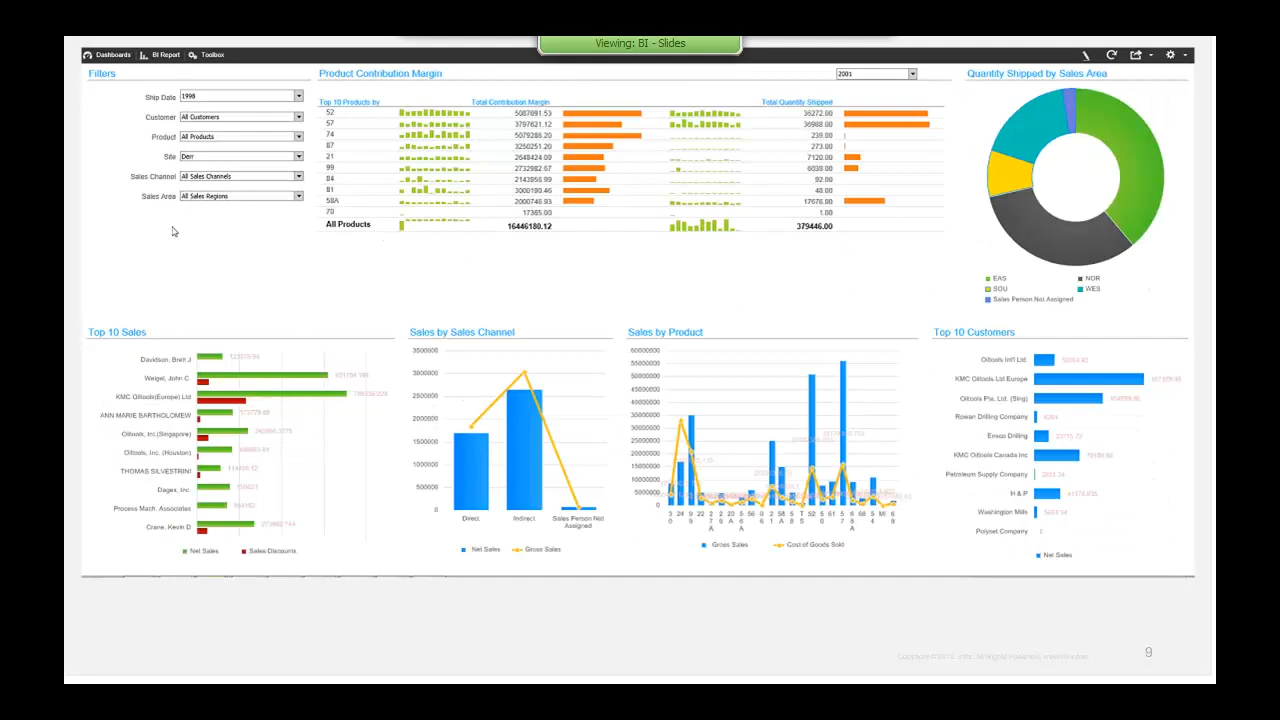 Viewing: BI - Slides
Dashboards BI Report Toolbox
Filters
Ship Date 1998
Customer All Customers
Product All Products
Site Derr
Sales Channel All Sales Channels
Sales Area All Sales Regions
Product Contribution Margin
2001
Top 10 Products by Total Contribution Margin Total Quantity Shipped
52 5087091.53 36272.00
57 3797621.12 36988.00
74 5079286.20 239.00
87 3250251.20 273.00
21 2648424.09 7120.00
99 2732982.67 6039.00
84 2143956.99 92.00
81 3000190.46 48.00
58A 2000746.93 17676.00
70 17365.00 1.00
All Products 16446180.12 379446.00
Quantity Shipped by Sales Area
EAS NOR
SOU WES
Sales Person Not Assigned
Top 10 Sales
Davidson, Brett J
Weigel, John C.
KMC Oiltools(Europe) Ltd
ANN MARIE BARTHOLOMEW
Oiltools, Inc.(Singapore)
Oiltools, Inc. (Houston)
THOMAS SILVESTRINI
Dagex, Inc.
Process Math. Associates
Crane, Kevin D
Net Sales Sales Discounts
Sales by Sales Channel
3500000
3000000
2500000
2000000
1500000
1000000
500000
0
Direct Indirect Sales Person Not Assigned
Net Sales Gross Sales
Sales by Product
60000000
55000000
50000000
45000000
40000000
35000000
30000000
25000000
20000000
15000000
10000000
5000000
0
Gross Sales Cost of Goods Sold
Top 10 Customers
Oiltools Int'l Ltd.
KMC Oiltools Ltd Europe
Oiltools Pte. Ltd. (Sing)
Rowan Drilling Company
Emsco Drilling
KMC Oiltools Canada Inc
Petroleum Supply Company
H & P
Washington Mills
Polyset Company
Net Sales
9